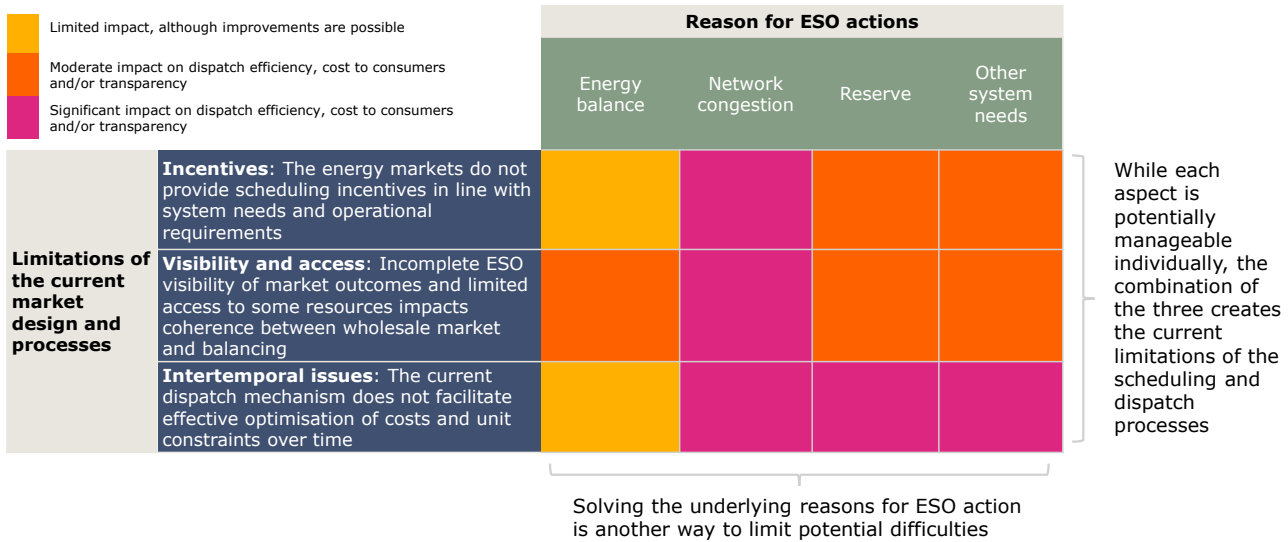 Limited impact, although improvements are possible
Moderate impact on dispatch efficiency, cost to consumers
and/or transparency
Significant impact on dispatch efficiency, cost to consumers
and/or transparency
Reason for ESO actions
Energy
balance
Network
congestion
Reserve
Other
system
needs
Limitations of
the current
market
design and
processes
Incentives: The energy markets do not
provide scheduling incentives in line with
system needs and operational
requirements
Visibility and access: Incomplete ESO
visibility of market outcomes and limited
access to some resources impacts
coherence between wholesale market
and balancing
Intertemporal issues: The current
dispatch mechanism does not facilitate
effective optimisation of costs and unit
constraints over time
While each
aspect is
potentially
manageable
individually, the
combination of
the three creates
the current
limitations of the
scheduling and
dispatch
processes
Solving the underlying reasons for ESO action
is another way to limit potential difficulties